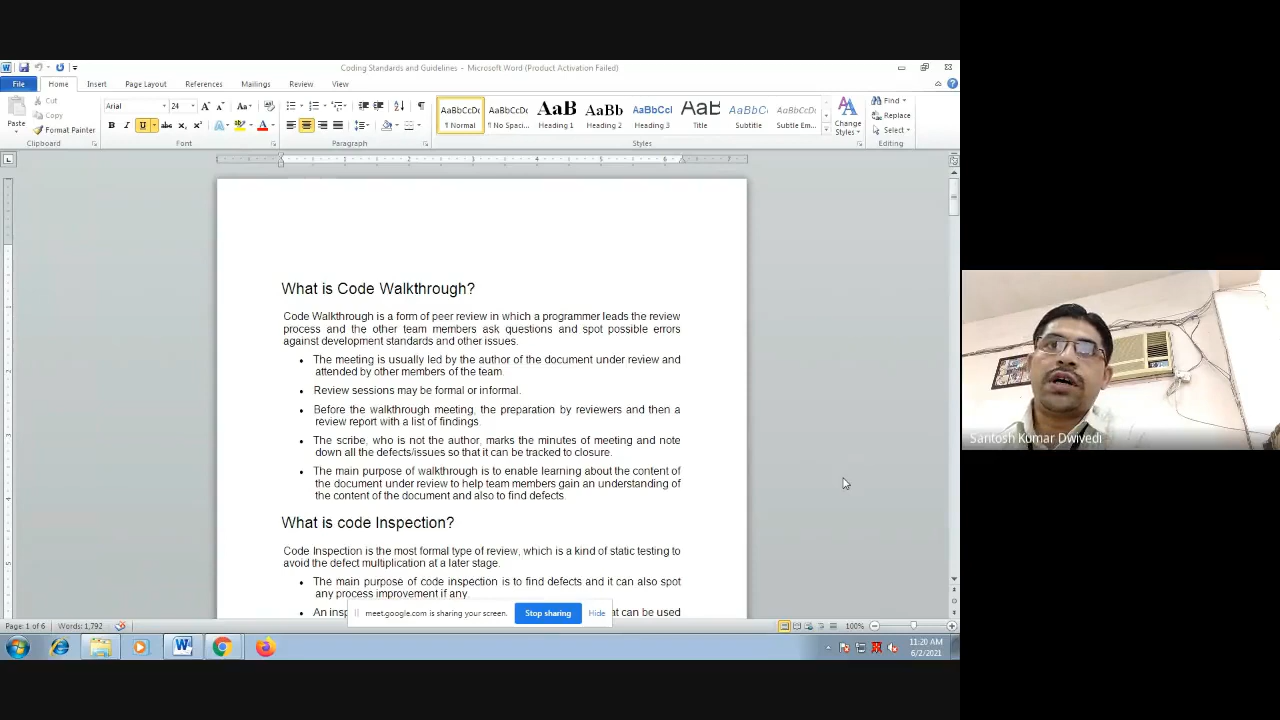 Coding Standards and Guidelines - Microsoft Word (Product Activation Failed)
File Home Insert Page Layout References Mailings Review View
Paste
Cut
Copy
Format Painter
Clipboard
Arial 24
Font
Paragraph
AaBbCcDc AaBbCcDc AaB AaBb AaBbCcI AaB AaBbCcD AaBbCcD
¶ Normal ¶ No Spaci... Heading 1 Heading 2 Heading 3 Title Subtitle Subtle Em...
Change Styles
Styles
Find
Replace
Select
Editing
What is Code Walkthrough?
Code Walkthrough is a form of peer review in which a programmer leads the review
process and the other team members ask questions and spot possible errors
against development standards and other issues.
• The meeting is usually led by the author of the document under review and
attended by other members of the team.
• Review sessions may be formal or informal.
• Before the walkthrough meeting, the preparation by reviewers and then a
review report with a list of findings.
• The scribe, who is not the author, marks the minutes of meeting and note
down all the defects/issues so that it can be tracked to closure.
• The main purpose of walkthrough is to enable learning about the content of
the document under review to help team members gain an understanding of
the content of the document and also to find defects
What is code Inspection?
Code Inspection is the most formal type of review, which is a kind of static testing to
avoid the defect multiplication at a later stage.
• The main purpose of code inspection is to find defects and it can also spot
any process improvement if any.
• An insp
at can be used
meet.google.com is sharing your screen. Stop sharing Hide
Page: 1 of 6 Words: 1,792 100%
11:20 AM
6/2/2021
Santosh Kumar Dwivedi